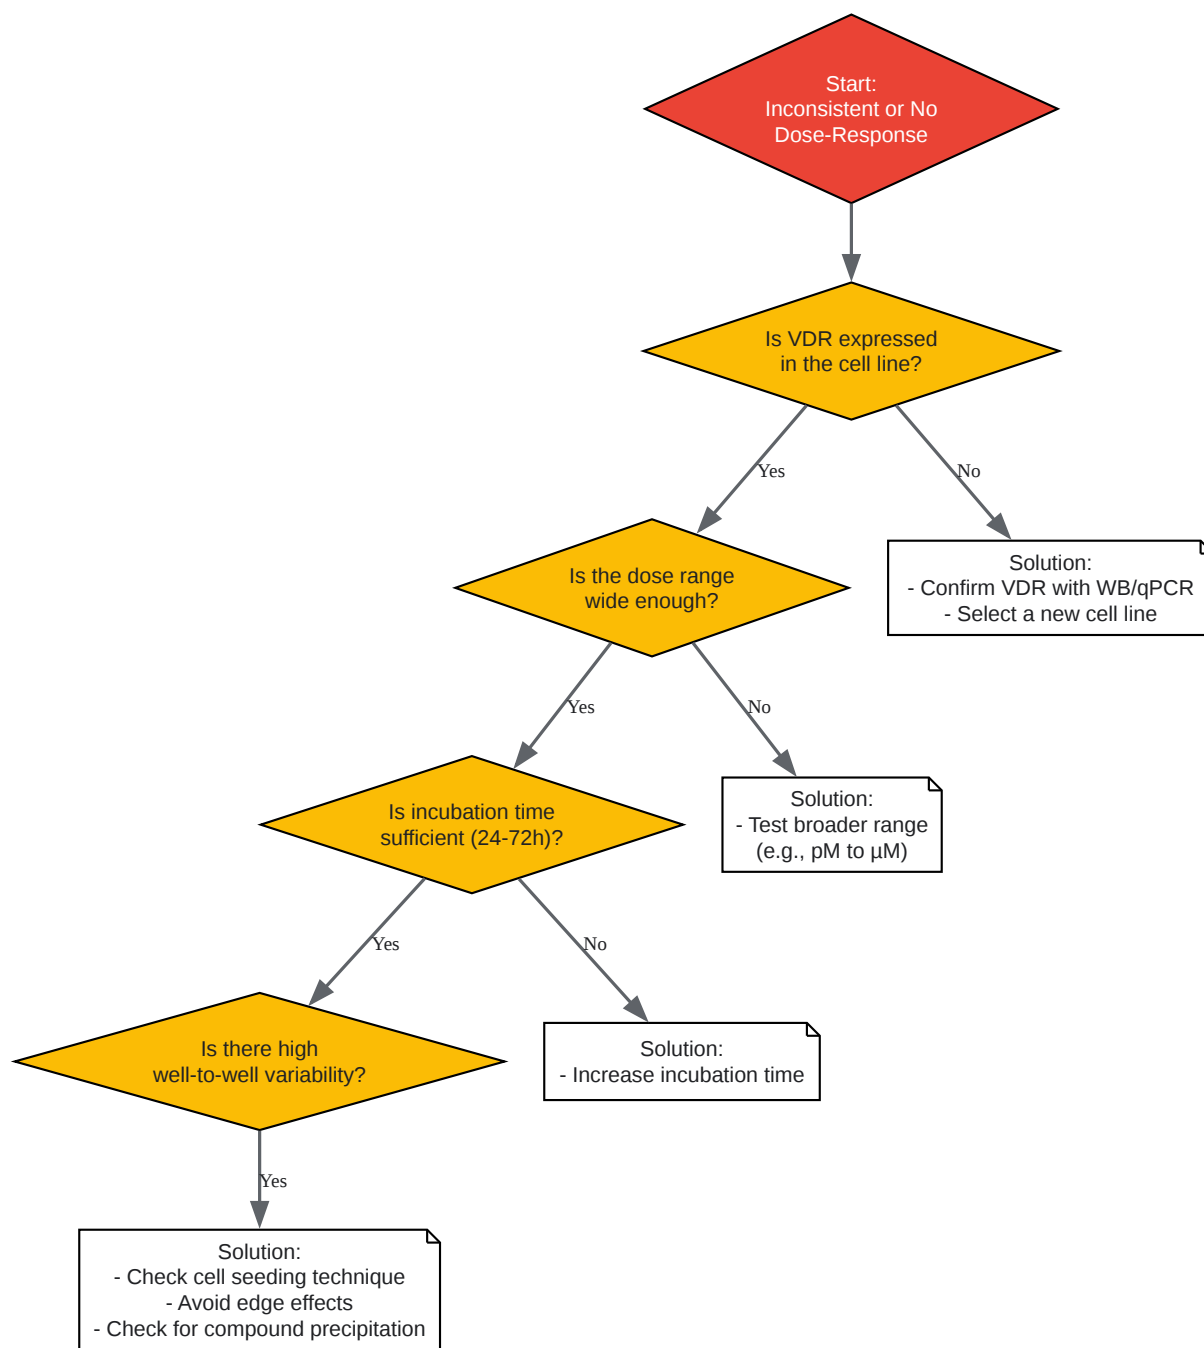 Start:
Inconsistent or No
Dose-Response
Is VDR expressed
in the cell line?
Yes
No
Is the dose range
wide enough?
Solution:
- Confirm VDR with WB/qPCR
- Select a new cell line
Yes
No
Is incubation time
sufficient (24-72h)?
Solution:
- Test broader range
(e.g., pM to µM)
Yes
No
Is there high
well-to-well variability?
Solution:
- Increase incubation time
Yes
Solution:
- Check cell seeding technique
- Avoid edge effects
- Check for compound precipitation